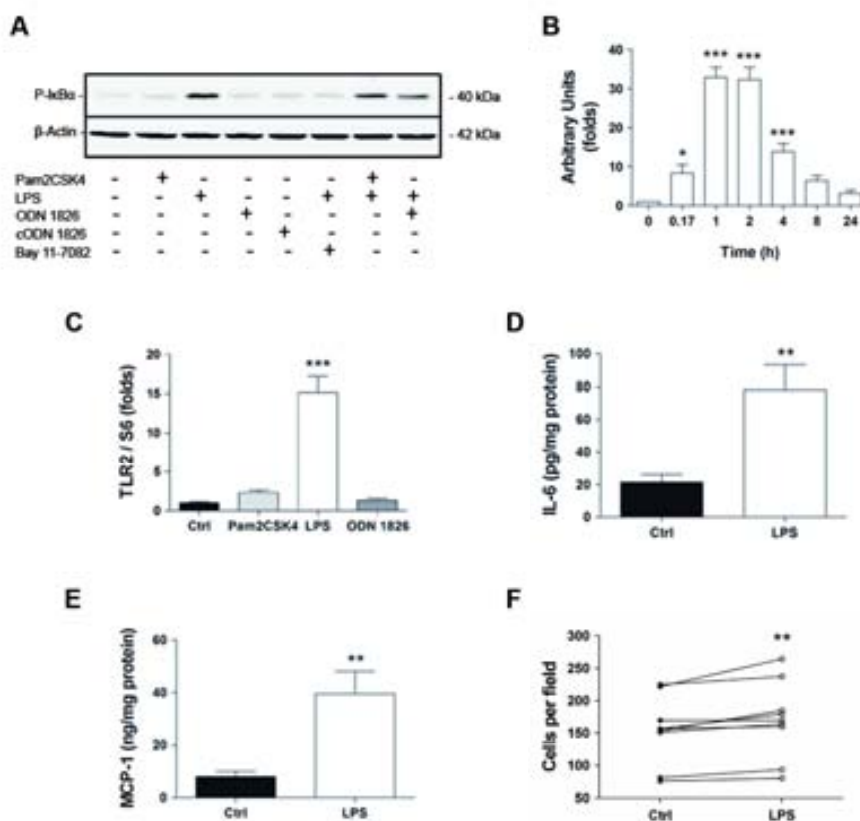 A
P-IκBα
- 40 kDa
β-Actin
- 42 kDa
Pam2CSK4 - + - - - - + -
LPS - - + - - + + +
ODN 1826 - - - + - - - +
cODN 1826 - - - - + - - -
Bay 11-7082 - - - - - + - -
B
Arbitrary Units
(folds)
40
30
20
10
0
* *** *** ***
0 0.17 1 2 4 8 24
Time (h)
C
TLR2 / S6 (folds)
20
15
5
0
***
Ctrl Pam2CSK4 LPS ODN 1826
D
IL-6 (pg/mg protein)
100
80
60
40
20
0
**
Ctrl LPS
E
MCP-1 (ng/mg protein)
60
40
20
0
**
Ctrl LPS
F
Cells per field
300
250
200
150
100
50
**
Ctrl LPS